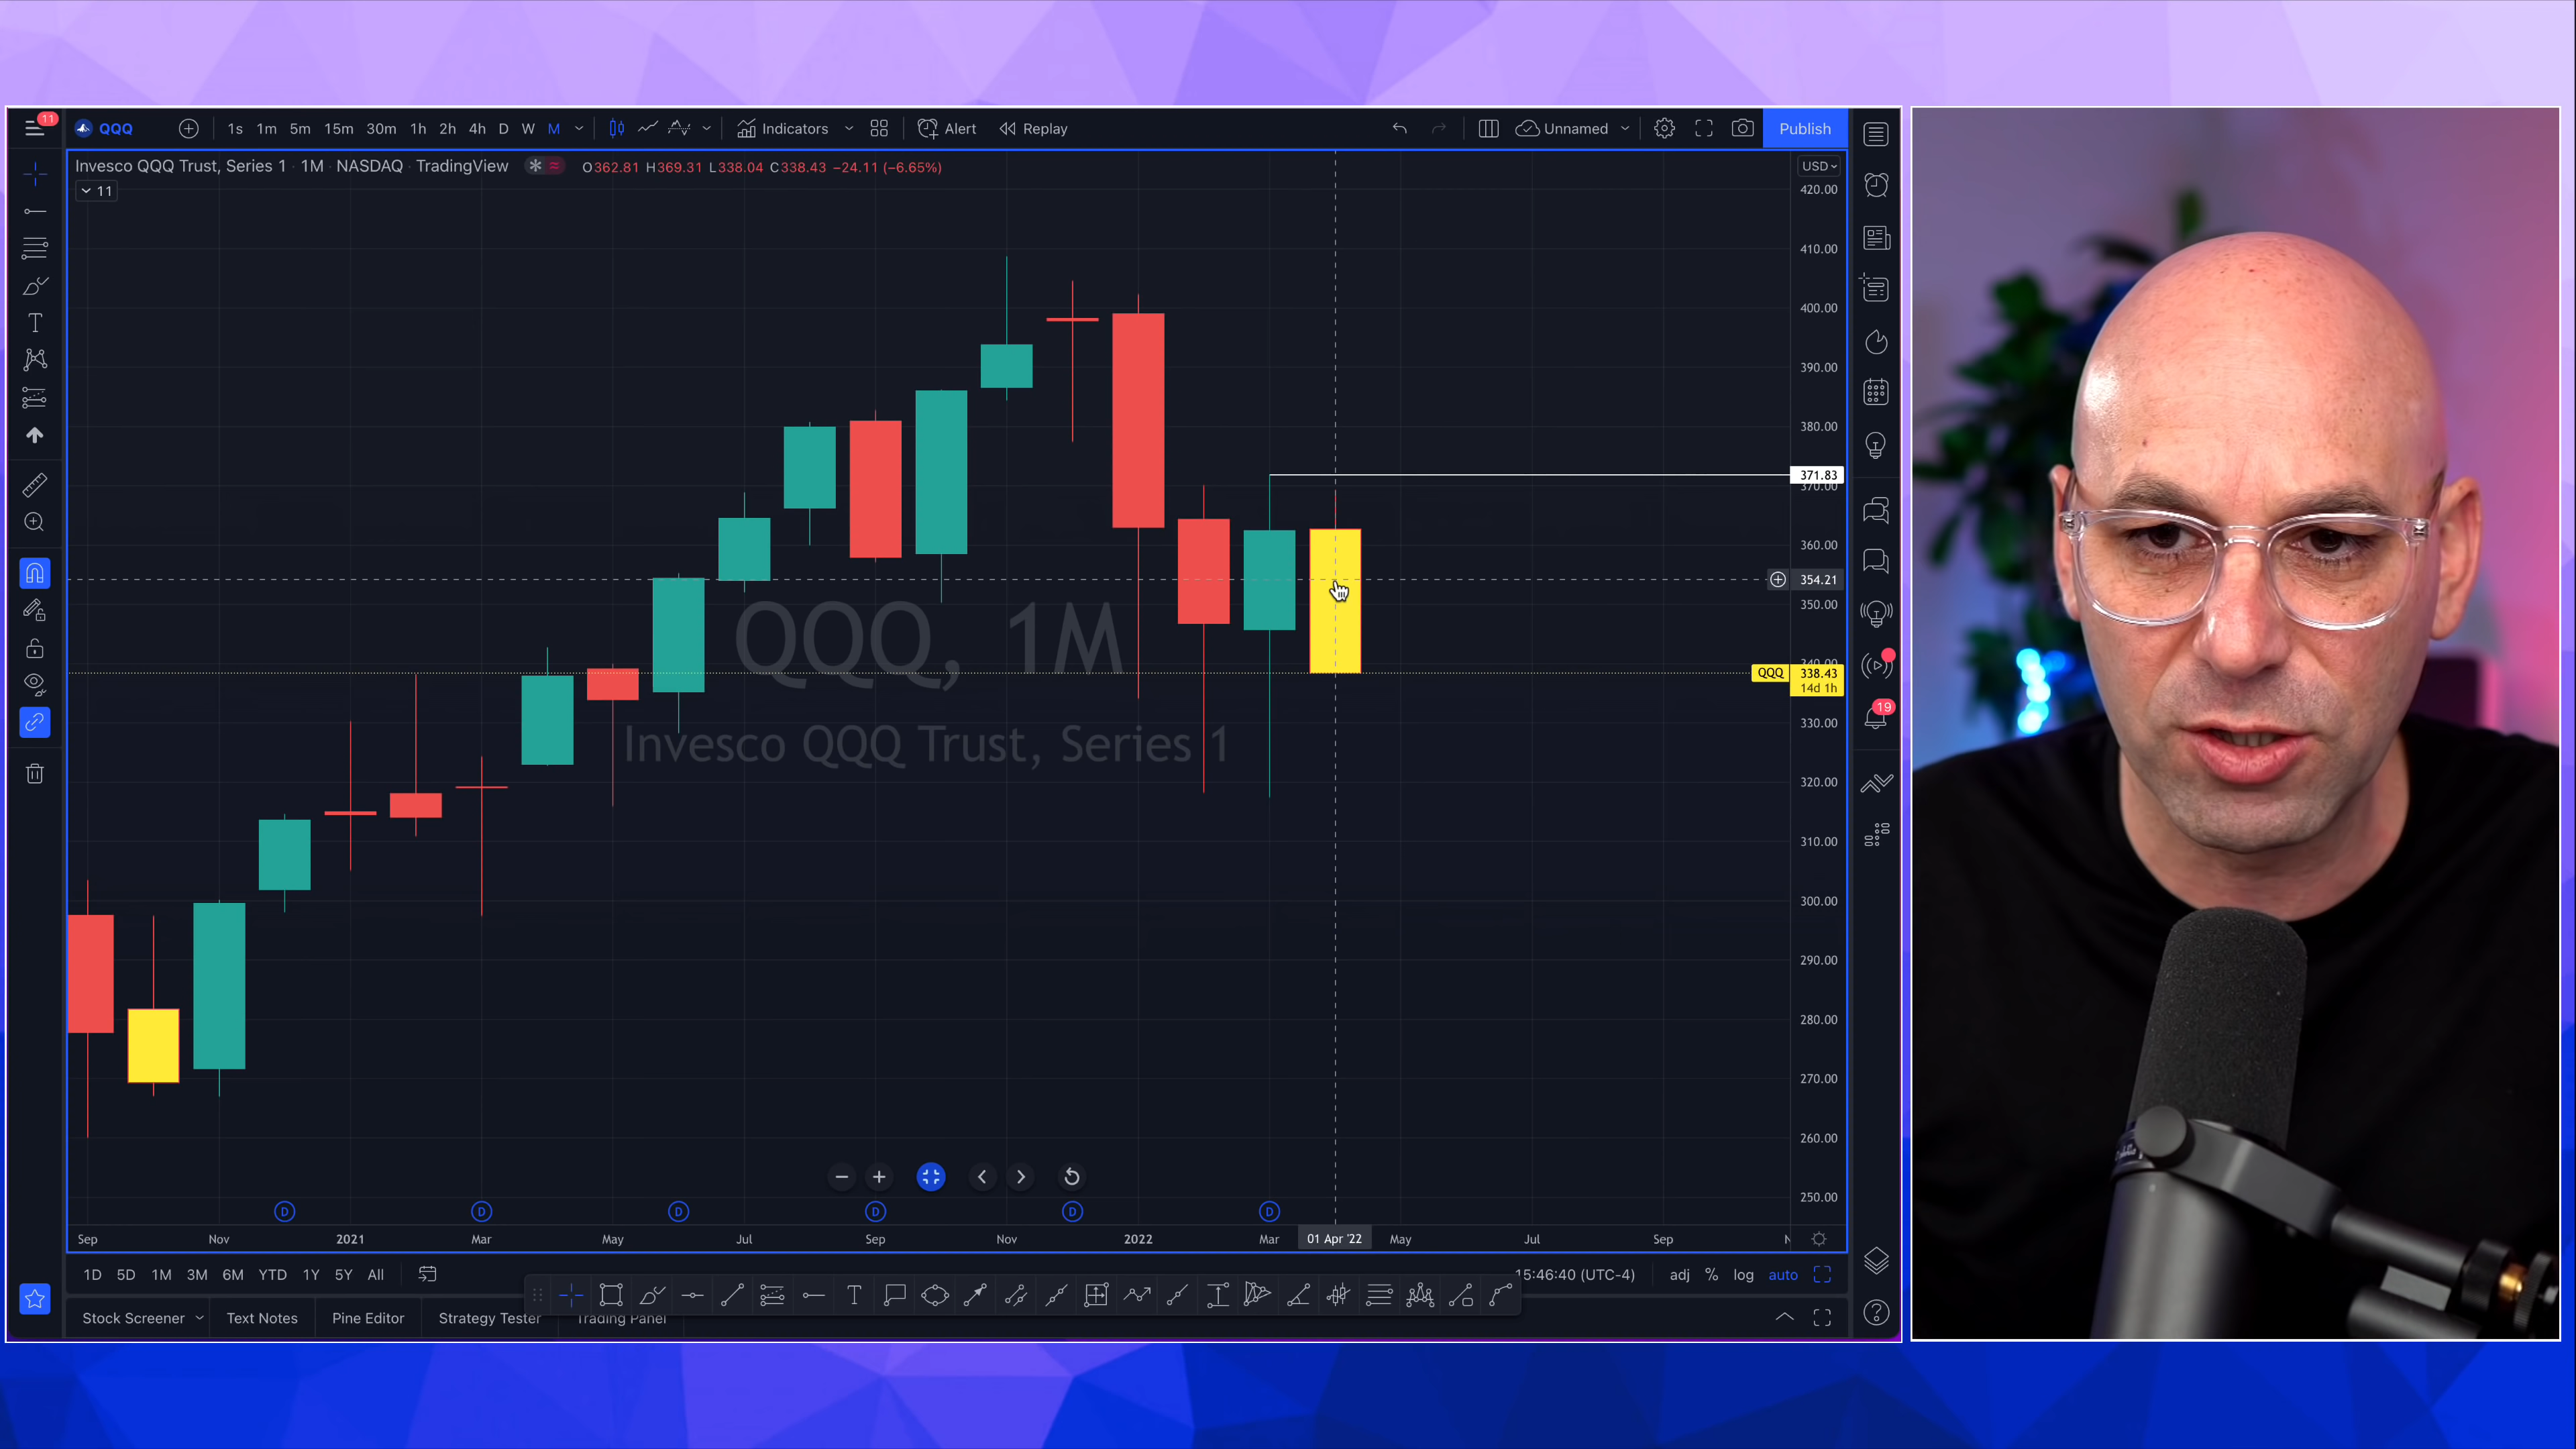 11
QQQ 1s 1m 5m 15m 30m 1h 2h 4h D W M Indicators Alert Replay Unnamed Publish
Invesco QQQ Trust, Series 1 · 1M · NASDAQ · TradingView O362.81 H369.31 L338.04 C338.43 −24.11 (−6.65%) USD
11
420.00
410.00
400.00
390.00
380.00
371.83
370.00
360.00
354.21
350.00
340.00
QQQ 338.43
14d 1h
330.00
320.00
310.00
300.00
290.00
280.00
270.00
260.00
250.00
QQQ, 1M
Invesco QQQ Trust, Series 1
19
D D D D D D
Sep Nov 2021 Mar May Jul Sep Nov 2022 Mar 01 Apr '22 May Jul Sep N
1D 5D 1M 3M 6M YTD 1Y 5Y All 15:46:40 (UTC-4) adj % log auto
Stock Screener Text Notes Pine Editor Strategy Tester Trading Panel